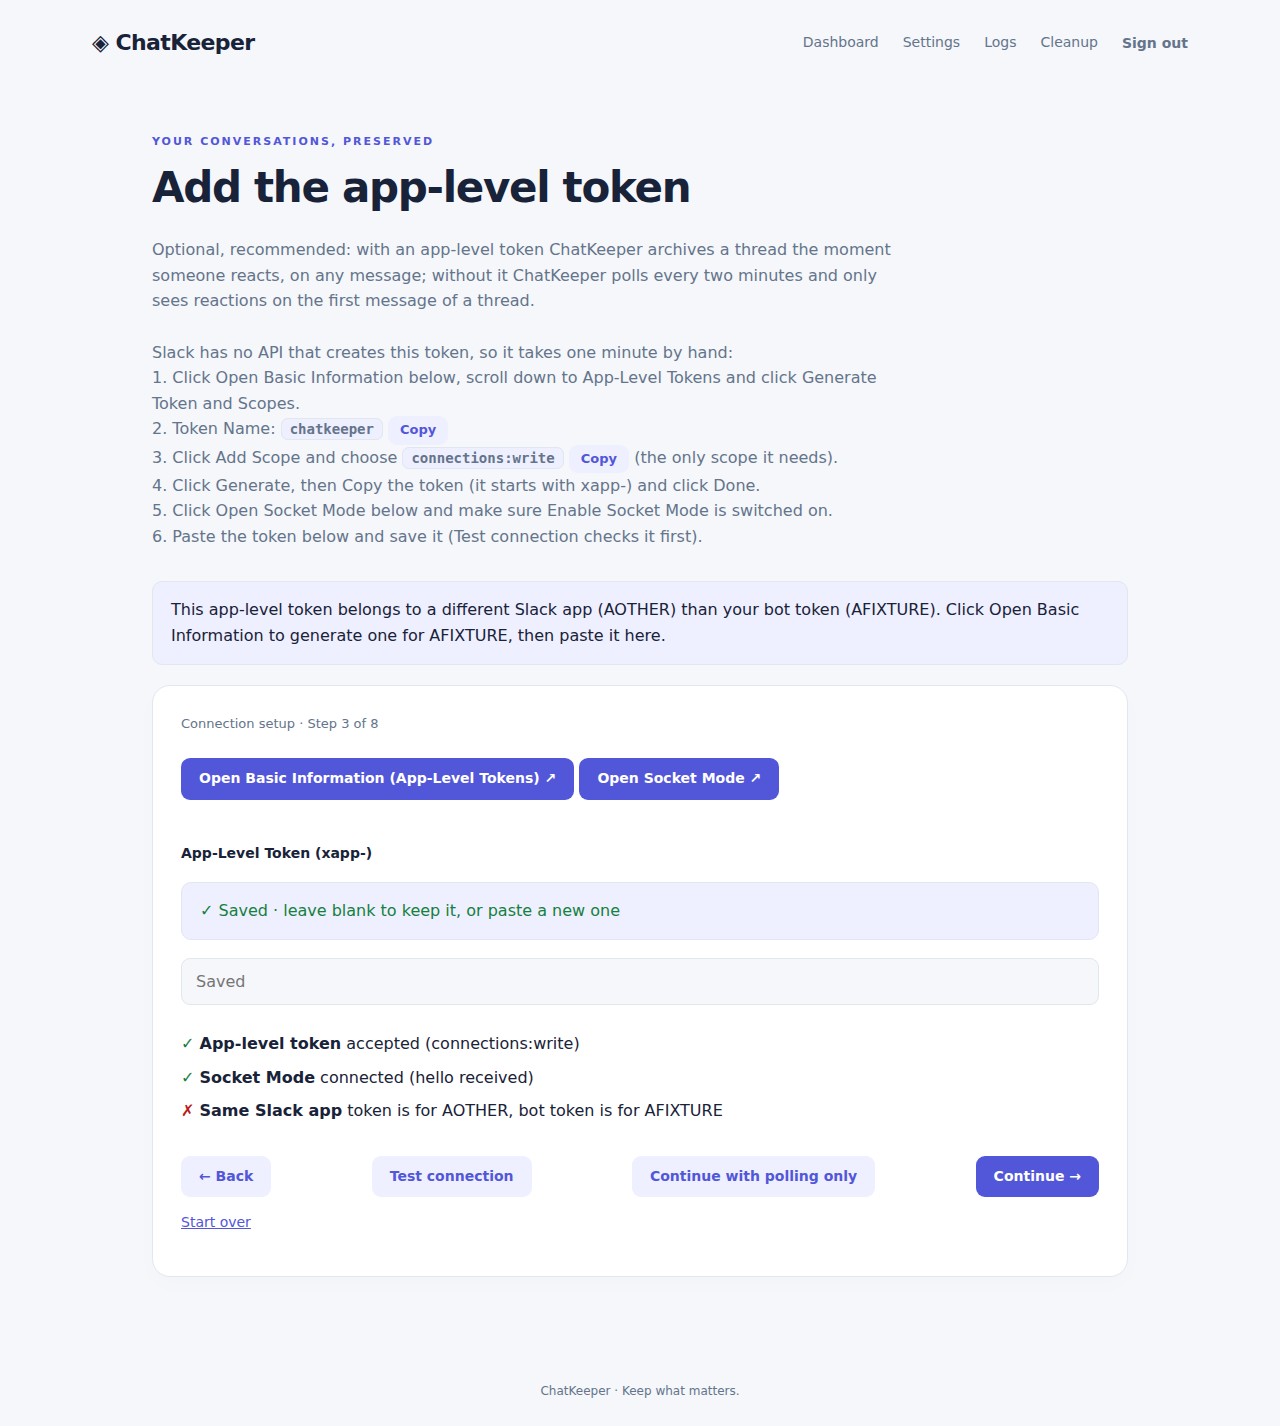 ◈ ChatKeeper
Dashboard Settings Logs Cleanup Sign out
YOUR CONVERSATIONS, PRESERVED
Add the app-level token
Optional, recommended: with an app-level token ChatKeeper archives a thread the moment
someone reacts, on any message; without it ChatKeeper polls every two minutes and only
sees reactions on the first message of a thread.
Slack has no API that creates this token, so it takes one minute by hand:
1. Click Open Basic Information below, scroll down to App-Level Tokens and click Generate
Token and Scopes.
2. Token Name: chatkeeper Copy
3. Click Add Scope and choose connections:write Copy (the only scope it needs).
4. Click Generate, then Copy the token (it starts with xapp-) and click Done.
5. Click Open Socket Mode below and make sure Enable Socket Mode is switched on.
6. Paste the token below and save it (Test connection checks it first).
This app-level token belongs to a different Slack app (AOTHER) than your bot token (AFIXTURE). Click Open Basic
Information to generate one for AFIXTURE, then paste it here.
Connection setup · Step 3 of 8
Open Basic Information (App-Level Tokens) ↗ Open Socket Mode ↗
App-Level Token (xapp-)
✓ Saved · leave blank to keep it, or paste a new one
Saved
✓ App-level token accepted (connections:write)
✓ Socket Mode connected (hello received)
✗ Same Slack app token is for AOTHER, bot token is for AFIXTURE
← Back Test connection Continue with polling only Continue →
Start over
ChatKeeper · Keep what matters.